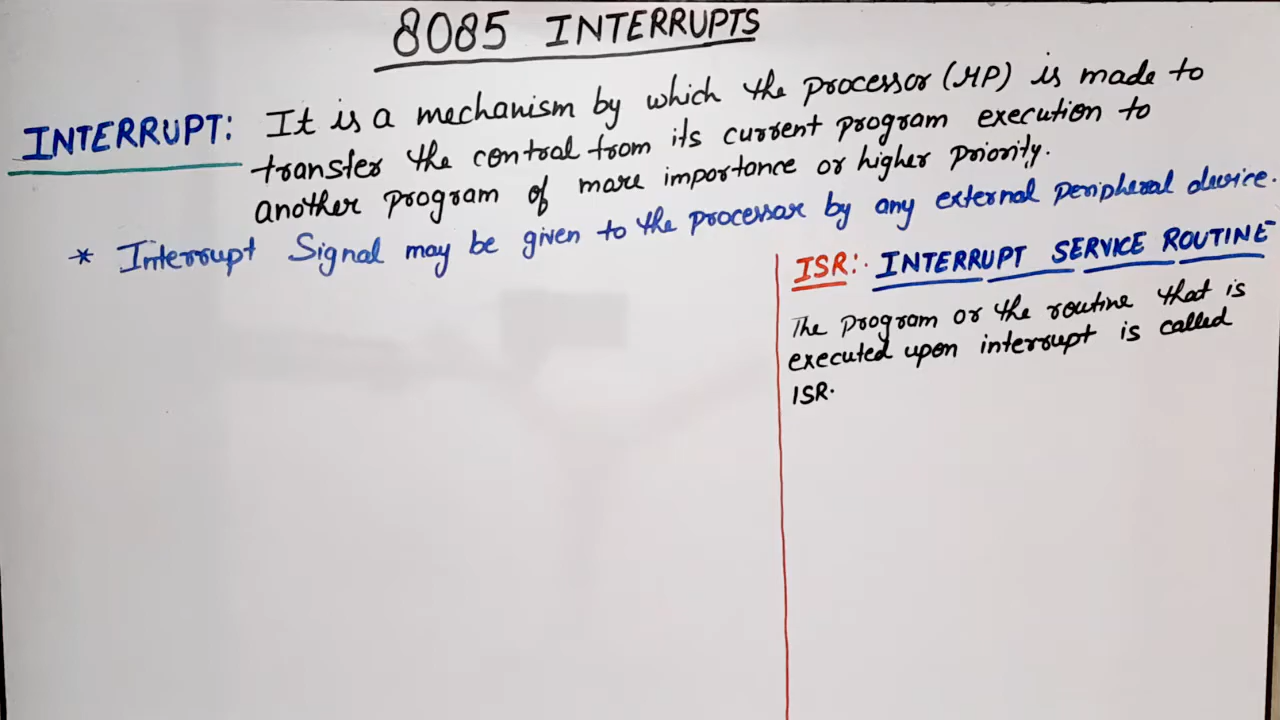 8085 INTERRUPTS
INTERRUPT: It is a mechanism by which the processor (μP) is made to
transfer the control from its current program execution to
another program of more importance or higher priority.
* Interrupt Signal may be given to the processor by any external peripheral device.
ISR: INTERRUPT SERVICE ROUTINE
The program or the routine that is
executed upon interrupt is called
ISR.